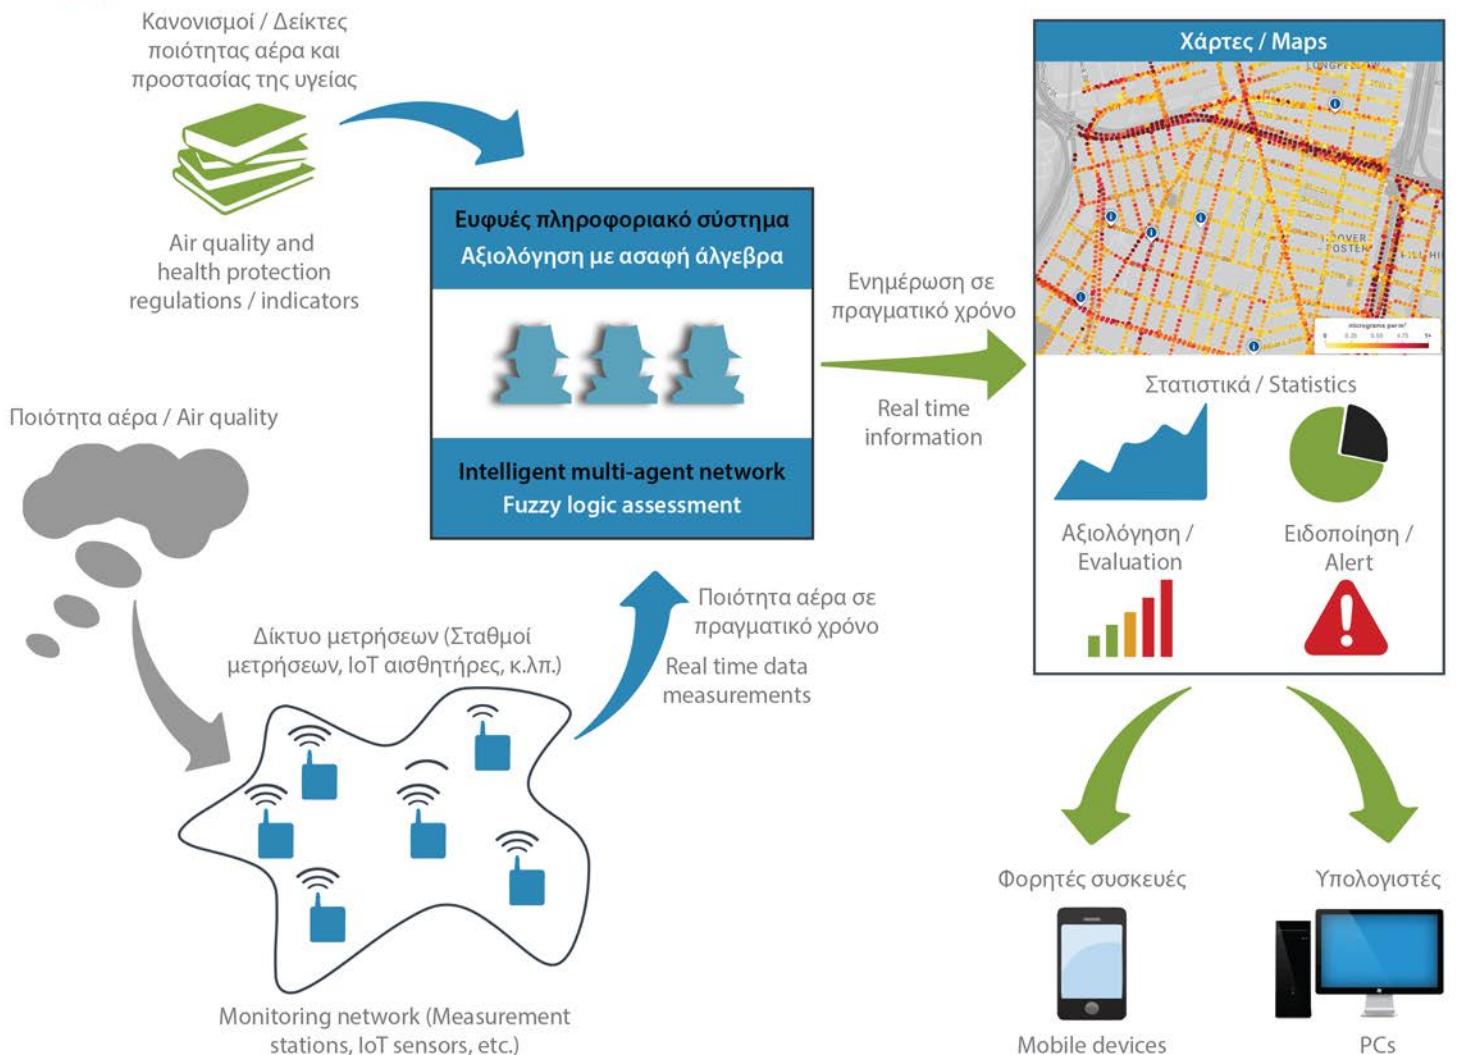 Κανονισμοί / Δείκτες
ποιότητας αέρα και
προστασίας της υγείας
Air quality and
health protection
regulations / indicators
Ποιότητα αέρα / Air quality
Ευφυές πληροφοριακό σύστημα
Αξιολόγηση με ασαφή άλγεβρα
Intelligent multi-agent network
Fuzzy logic assessment
Ενημέρωση σε
πραγματικό χρόνο
Real time
information
Ποιότητα αέρα σε
πραγματικό χρόνο
Real time data
measurements
Δίκτυο μετρήσεων (Σταθμοί
μετρήσεων, IoT αισθητήρες, κ.λπ.)
Monitoring network (Measurement
stations, IoT sensors, etc.)
Χάρτες / Maps
micrograms per m³
Στατιστικά / Statistics
Αξιολόγηση /
Evaluation
Ειδοποίηση /
Alert
Φορητές συσκευές
Mobile devices
Υπολογιστές
PCs